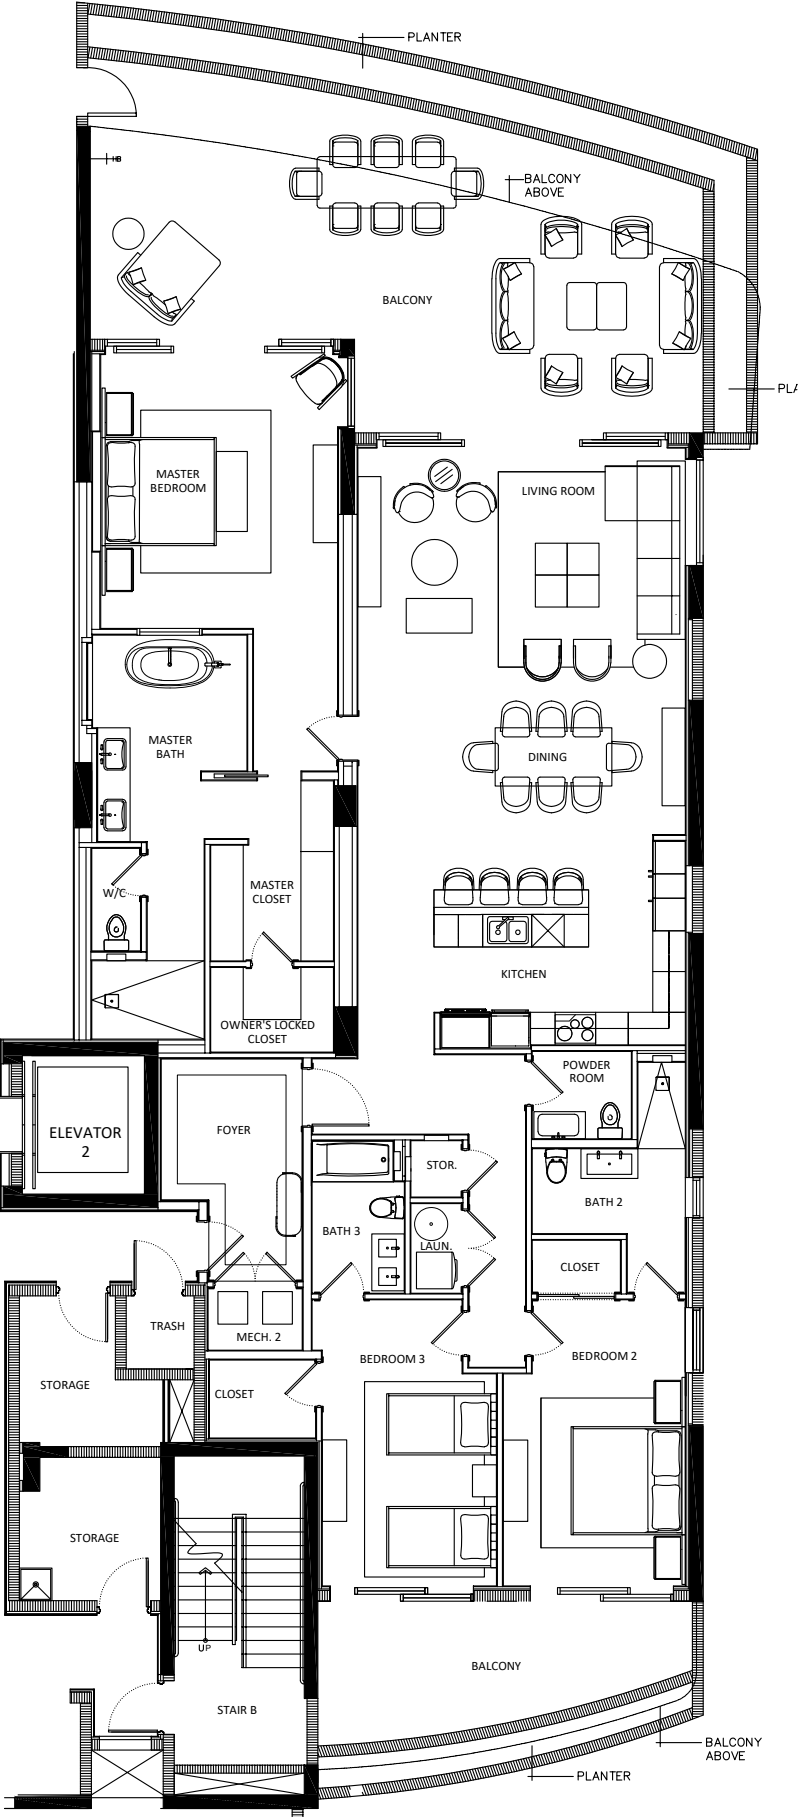 PLANTER
HB
BALCONY
ABOVE
BALCONY
PLA
MASTER
BEDROOM
LIVING ROOM
MASTER
BATH
DINING
W/C
MASTER
CLOSET
KITCHEN
OWNER'S LOCKED
CLOSET
POWDER
ROOM
ELEVATOR
2
FOYER
STOR.
BATH 2
BATH 3
LAUN.
CLOSET
TRASH
MECH. 2
BEDROOM 3
BEDROOM 2
STORAGE
CLOSET
STORAGE
UP
BALCONY
STAIR B
BALCONY
ABOVE
PLANTER